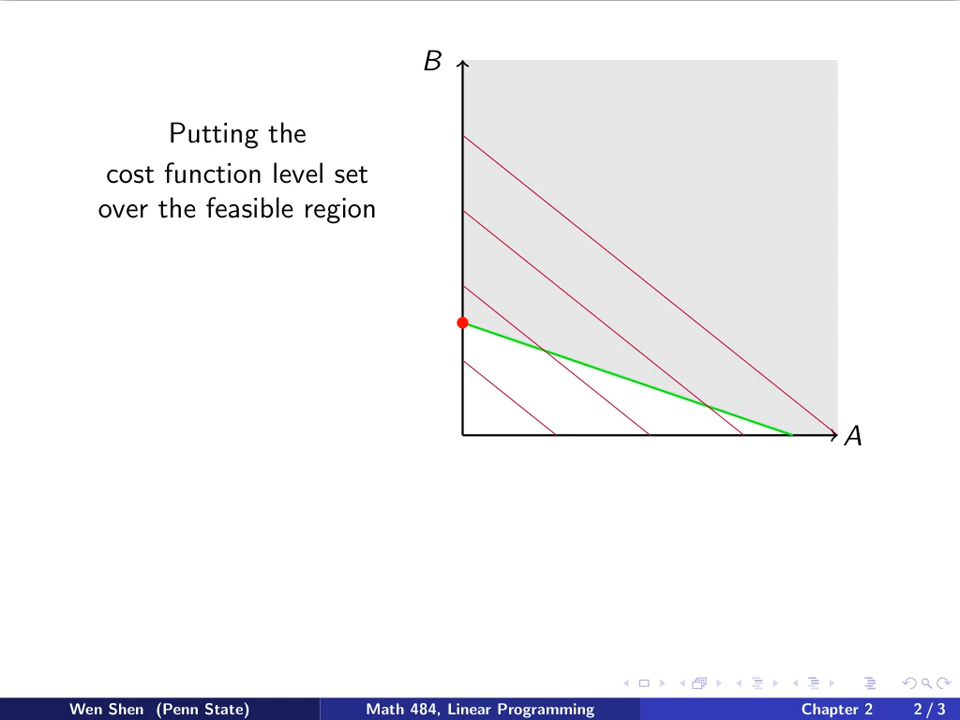 B
Putting the
cost function level set
over the feasible region
A
Wen Shen (Penn State) Math 484, Linear Programming Chapter 2 2 / 3